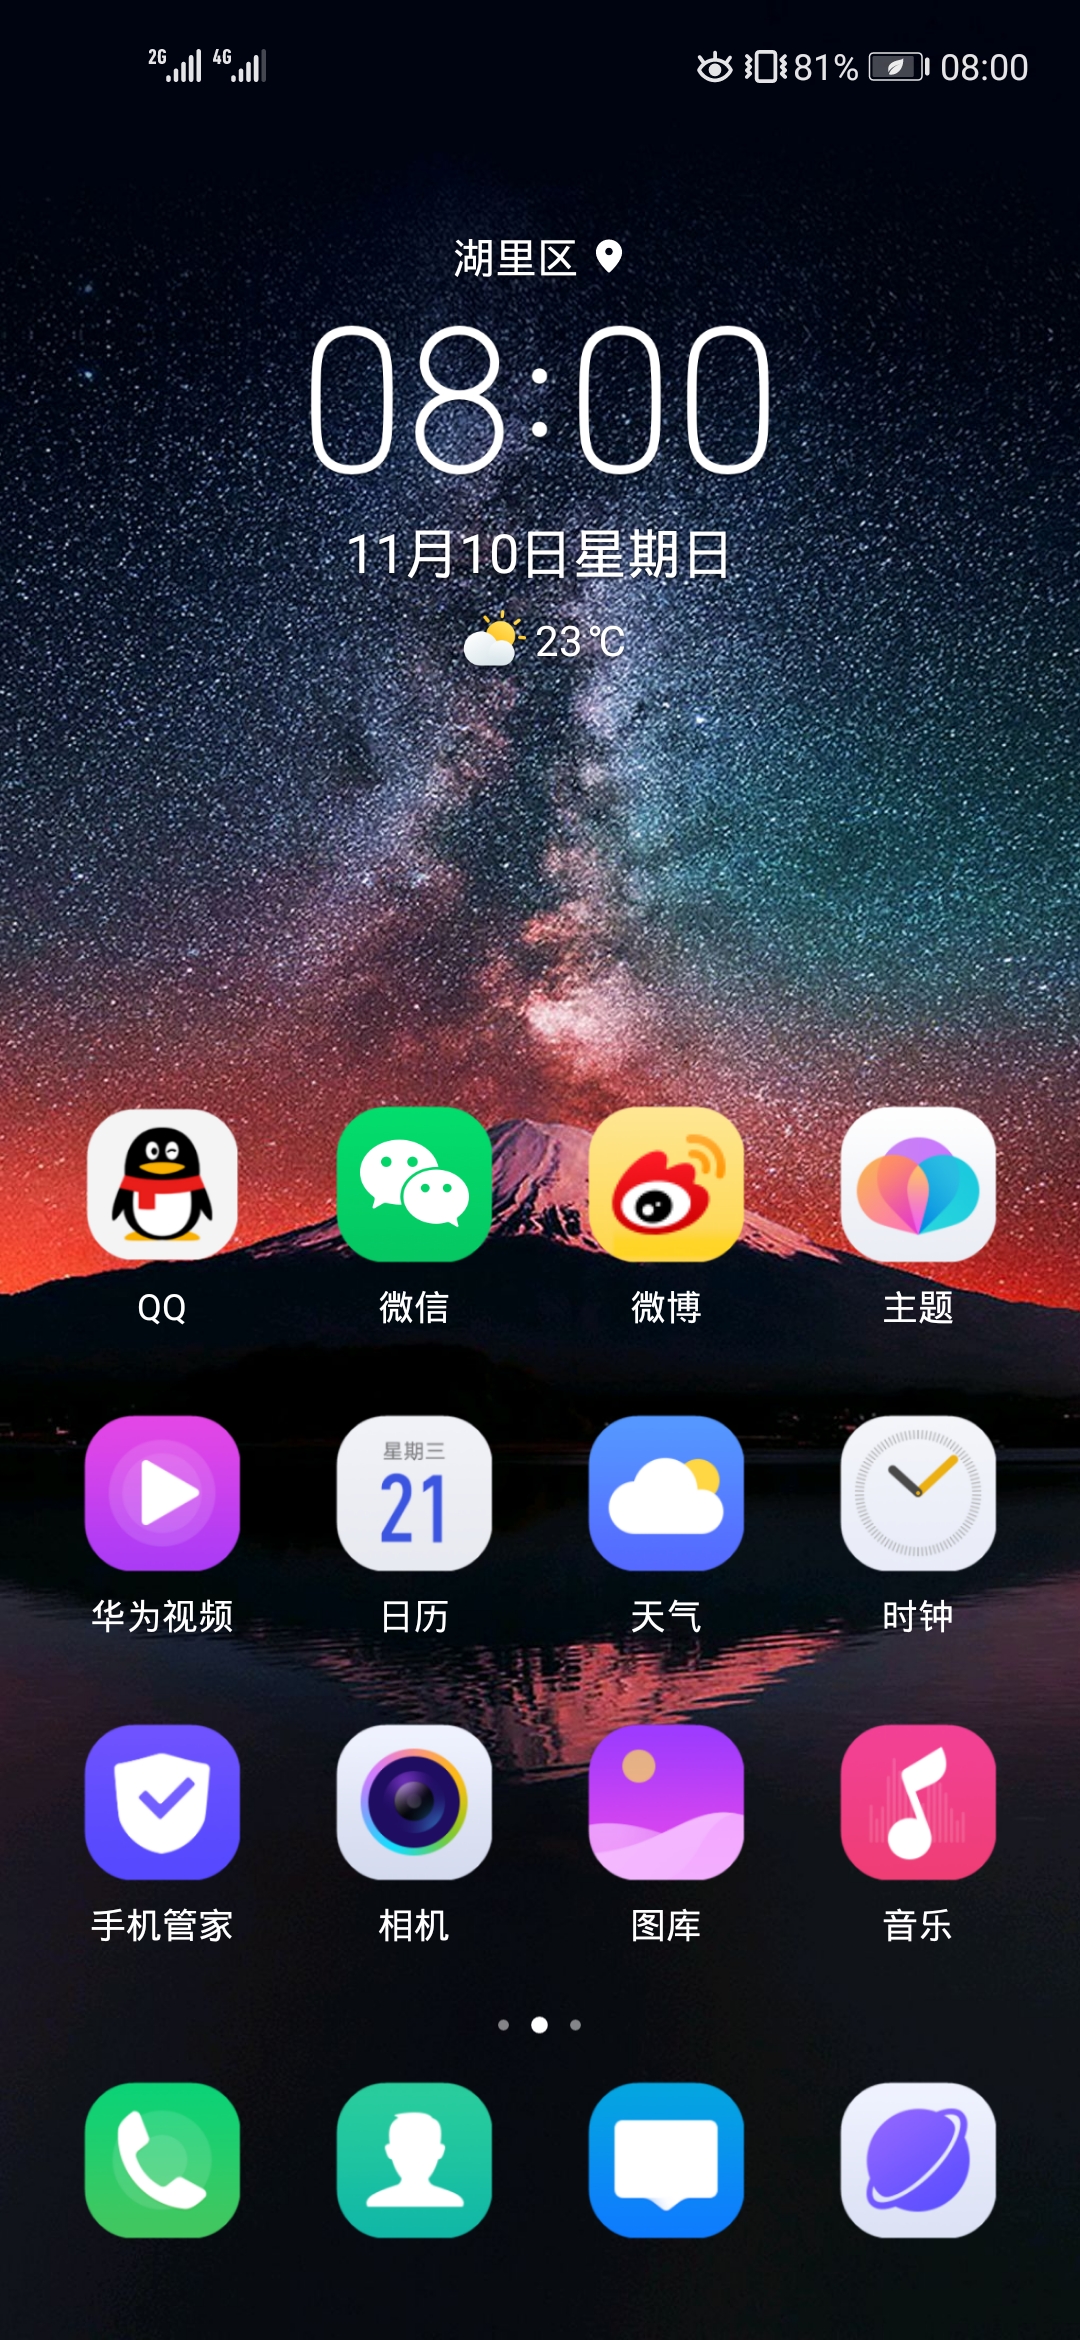 2G 4G 81% 08:00
湖里区
08:00
11月10日星期日
23℃
QQ 微信 微博 主题
星期三
21
华为视频 日历 天气 时钟
手机管家 相机 图库 音乐